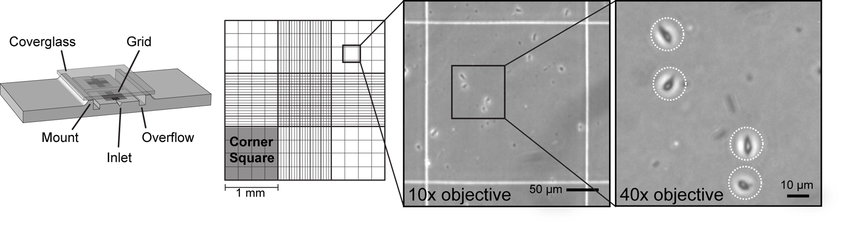 Coverglass
Grid
Mount
Inlet
Overflow
Corner
Square
1 mm
10x objective
50 µm
40x objective
10 µm